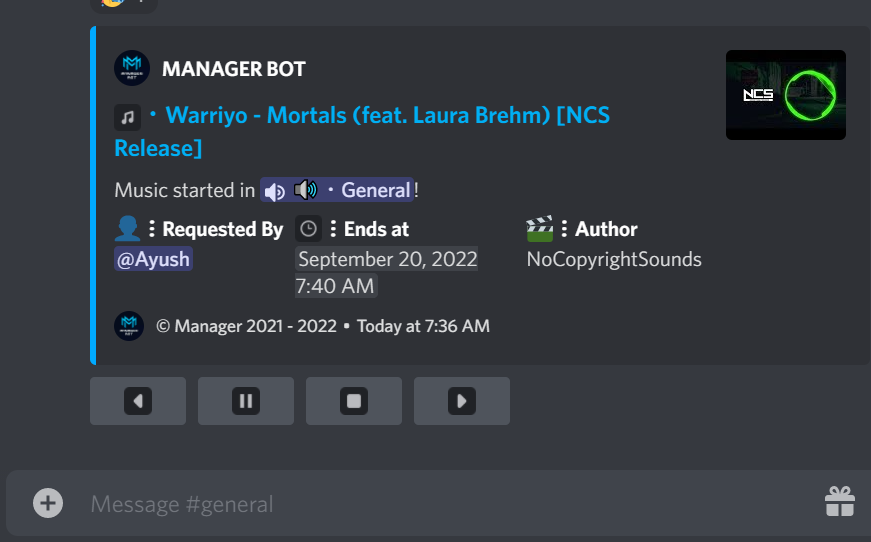 MANAGER BOT
· Warriyo - Mortals (feat. Laura Brehm) [NCS
Release]
NCS
Music started in · General!
⋮ Requested By
@Ayush
⋮ Ends at
September 20, 2022
7:40 AM
⋮ Author
NoCopyrightSounds
© Manager 2021 - 2022 • Today at 7:36 AM
Message #general